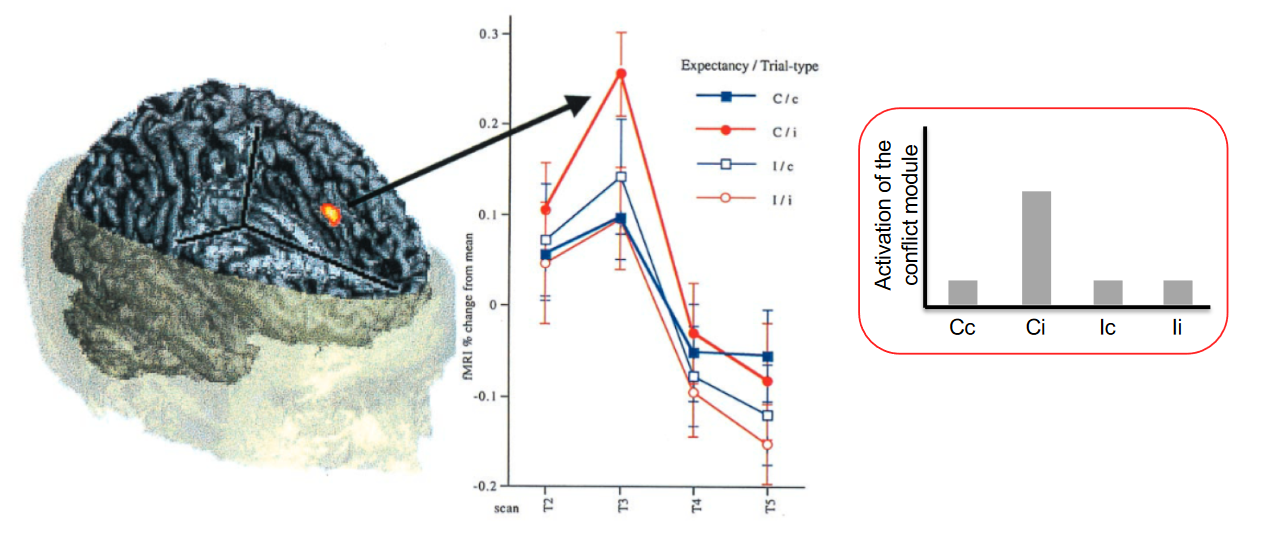 0.3
0.2
0.1
0
-0.1
-0.2
fMRI % change from mean
scan
T2
T3
T4
T5
Expectancy / Trial-type
C / c
C / i
I / c
I / i
Activation of the
conflict module
Cc
Ci
Ic
Ii